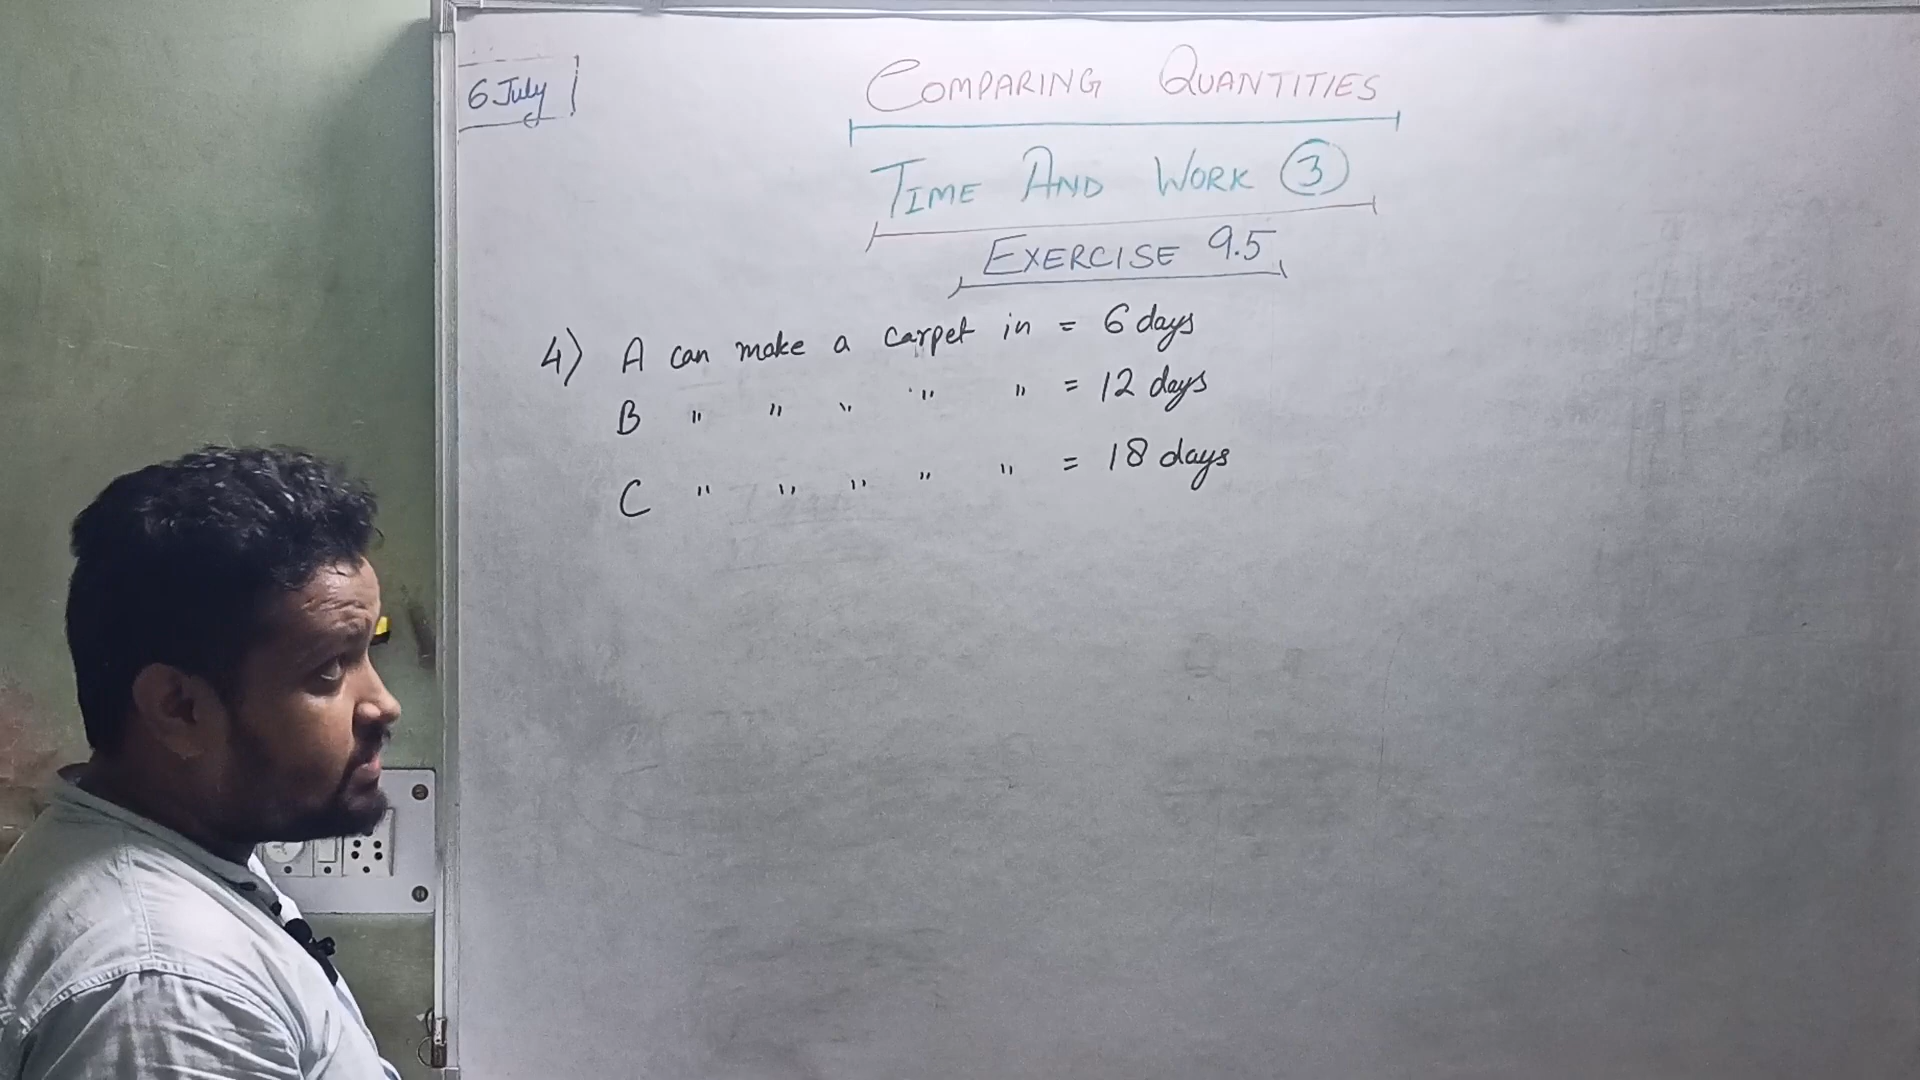 6 July
COMPARING QUANTITIES
TIME AND WORK 3
EXERCISE 9.5
4) A can make a carpet in = 6 days
B " " " " " = 12 days
C " " " " " = 18 days